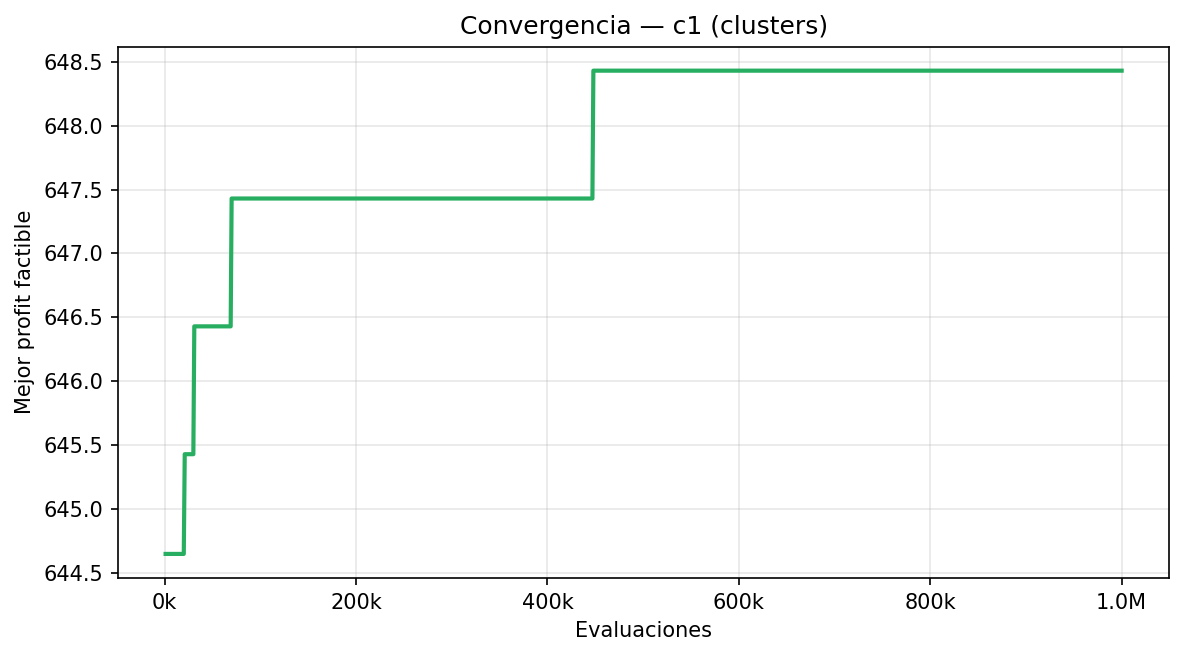 Convergencia — c1 (clusters)
Mejor profit factible
648.5
648.0
647.5
647.0
646.5
646.0
645.5
645.0
644.5
0k
200k
400k
600k
800k
1.0M
Evaluaciones